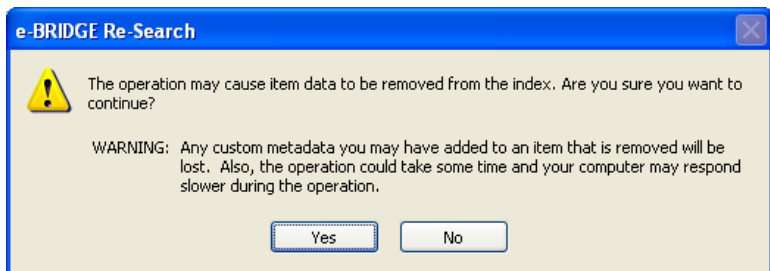 e-BRIDGE Re-Search
The operation may cause item data to be removed from the index. Are you sure you want to
continue?
WARNING: Any custom metadata you may have added to an item that is removed will be
lost. Also, the operation could take some time and your computer may respond
slower during the operation.
Yes No